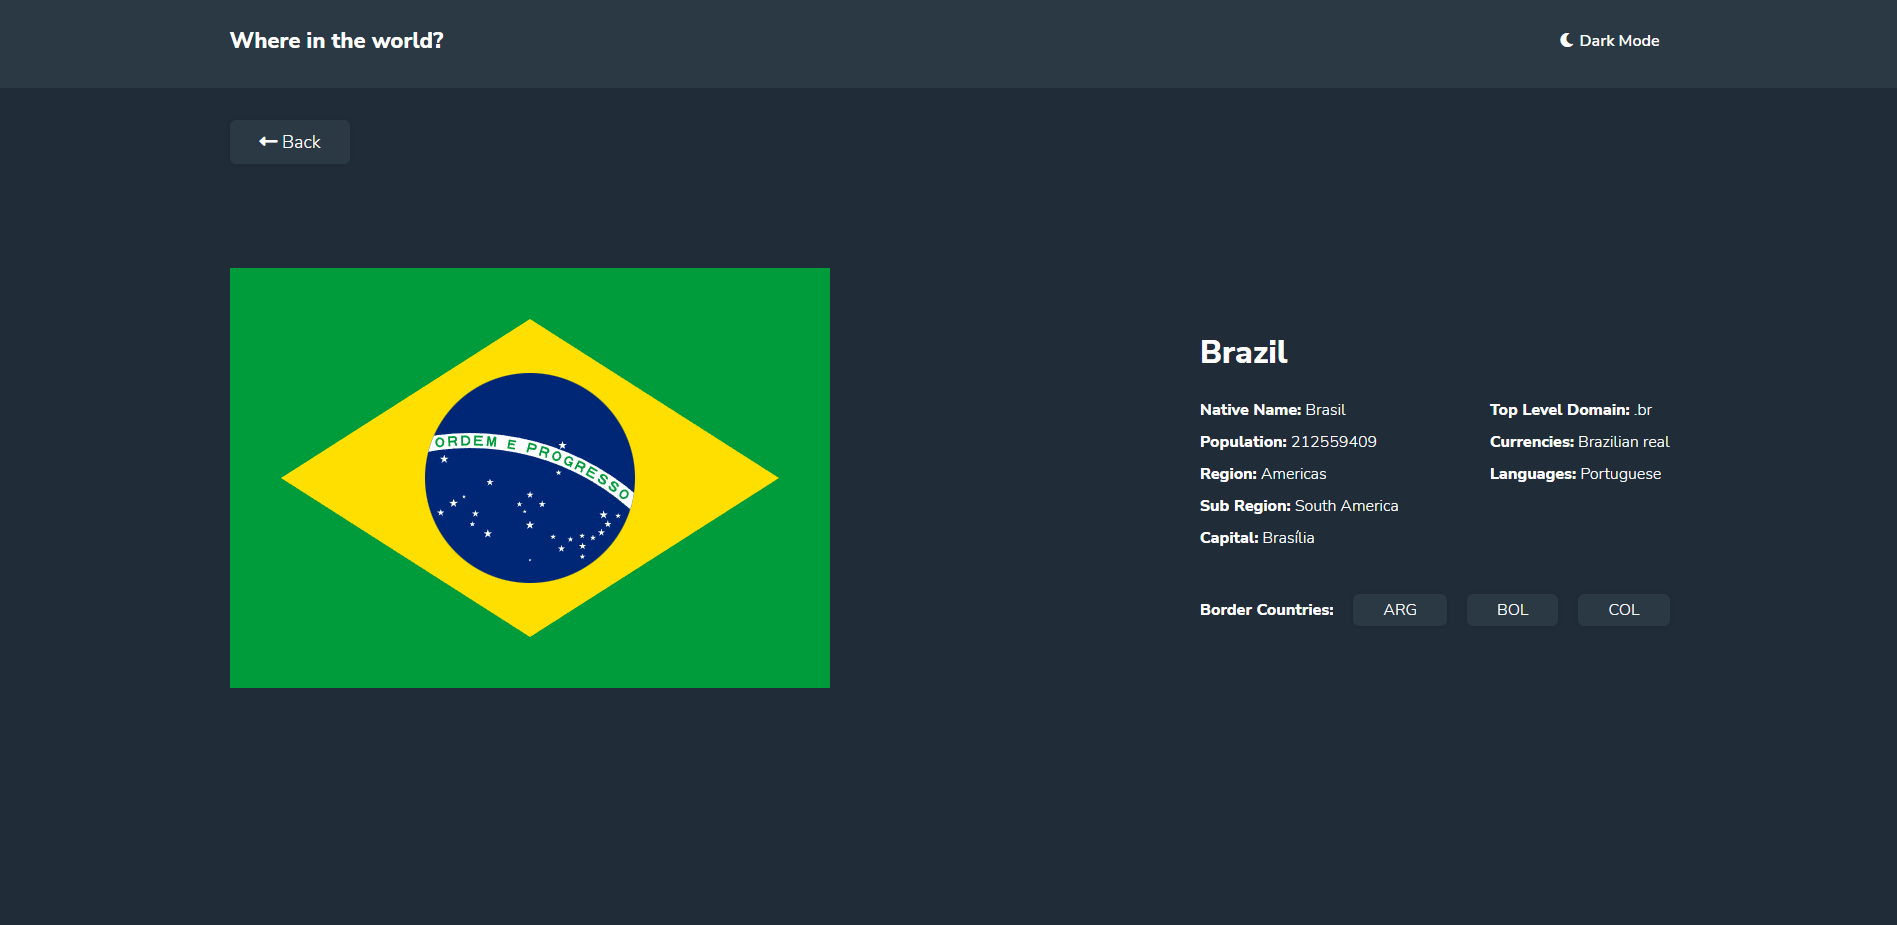 Where in the world?
Dark Mode
Back
ORDEM E PROGRESSO
Brazil
Native Name: Brasil
Population: 212559409
Region: Americas
Sub Region: South America
Capital: Brasília
Top Level Domain: .br
Currencies: Brazilian real
Languages: Portuguese
Border Countries: ARG BOL COL